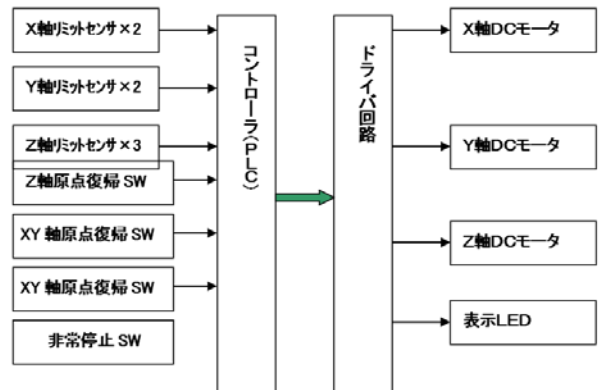 X軸リミットセンサ×2
Y軸リミットセンサ×2
Z軸リミットセンサ×3
Z軸原点復帰 SW
XY 軸原点復帰 SW
XY 軸原点復帰 SW
非常停止 SW
コントローラ(PLC)
ドライバ回路
X軸DCモータ
Y軸DCモータ
Z軸DCモータ
表示LED